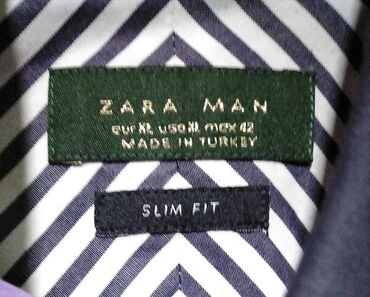 ZARA MAN
eur XL usa XL mex 42
MADE IN TURKEY
SLIM FIT